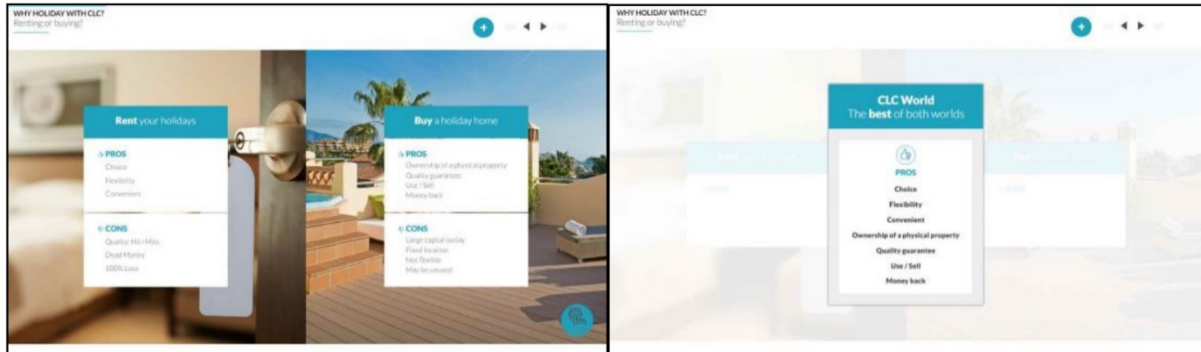 WHY HOLIDAY WITH CLC?
Renting or buying?
Rent your holidays
PROS
Choice
Flexibility
Convenient
CONS
Quality: Hit+Miss
Dead Money
100% Loss
Buy a holiday home
PROS
Ownership of a physical property
Quality guarantee
Use / Sell
Money back
CONS
Large capital outlay
Fixed location
Not flexible
May be unused
WHY HOLIDAY WITH CLC?
Renting or buying?
CLC World
The best of both worlds
PROS
Choice
Flexibility
Convenient
Ownership of a physical property
Quality guarantee
Use / Sell
Money back